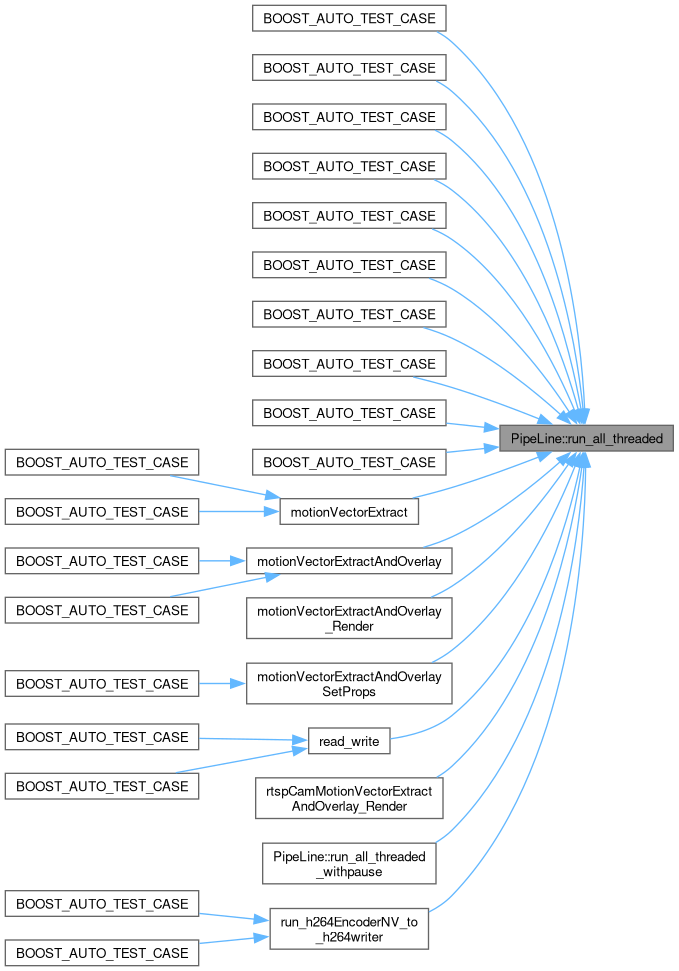 BOOST_AUTO_TEST_CASE
BOOST_AUTO_TEST_CASE
BOOST_AUTO_TEST_CASE
BOOST_AUTO_TEST_CASE
BOOST_AUTO_TEST_CASE
BOOST_AUTO_TEST_CASE
BOOST_AUTO_TEST_CASE
BOOST_AUTO_TEST_CASE
BOOST_AUTO_TEST_CASE
PipeLine::run_all_threaded
BOOST_AUTO_TEST_CASE
BOOST_AUTO_TEST_CASE
BOOST_AUTO_TEST_CASE
motionVectorExtract
BOOST_AUTO_TEST_CASE
motionVectorExtractAndOverlay
BOOST_AUTO_TEST_CASE
motionVectorExtractAndOverlay
_Render
BOOST_AUTO_TEST_CASE
motionVectorExtractAndOverlay
SetProps
BOOST_AUTO_TEST_CASE
read_write
BOOST_AUTO_TEST_CASE
rtspCamMotionVectorExtract
AndOverlay_Render
PipeLine::run_all_threaded
_withpause
BOOST_AUTO_TEST_CASE
run_h264EncoderNV_to
_h264writer
BOOST_AUTO_TEST_CASE